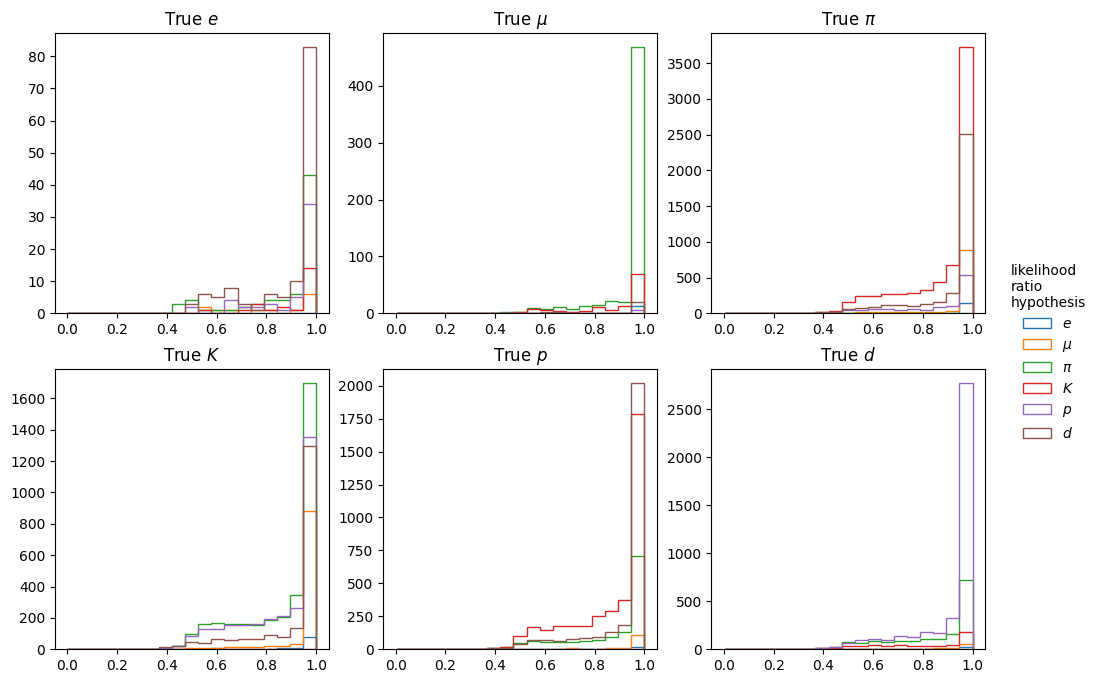 True e
True μ
True π
80
70
60
50
40
30
20
10
0
0.0 0.2 0.4 0.6 0.8 1.0
400
300
200
100
0
0.0 0.2 0.4 0.6 0.8 1.0
3500
3000
2500
2000
1500
1000
500
0
0.0 0.2 0.4 0.6 0.8 1.0
True K
True p
True d
1600
1400
1200
1000
800
600
400
200
0
0.0 0.2 0.4 0.6 0.8 1.0
2000
1750
1500
1250
1000
750
500
250
0
0.0 0.2 0.4 0.6 0.8 1.0
2500
2000
1500
1000
500
0
0.0 0.2 0.4 0.6 0.8 1.0
likelihood
ratio
hypothesis
e
μ
π
K
p
d